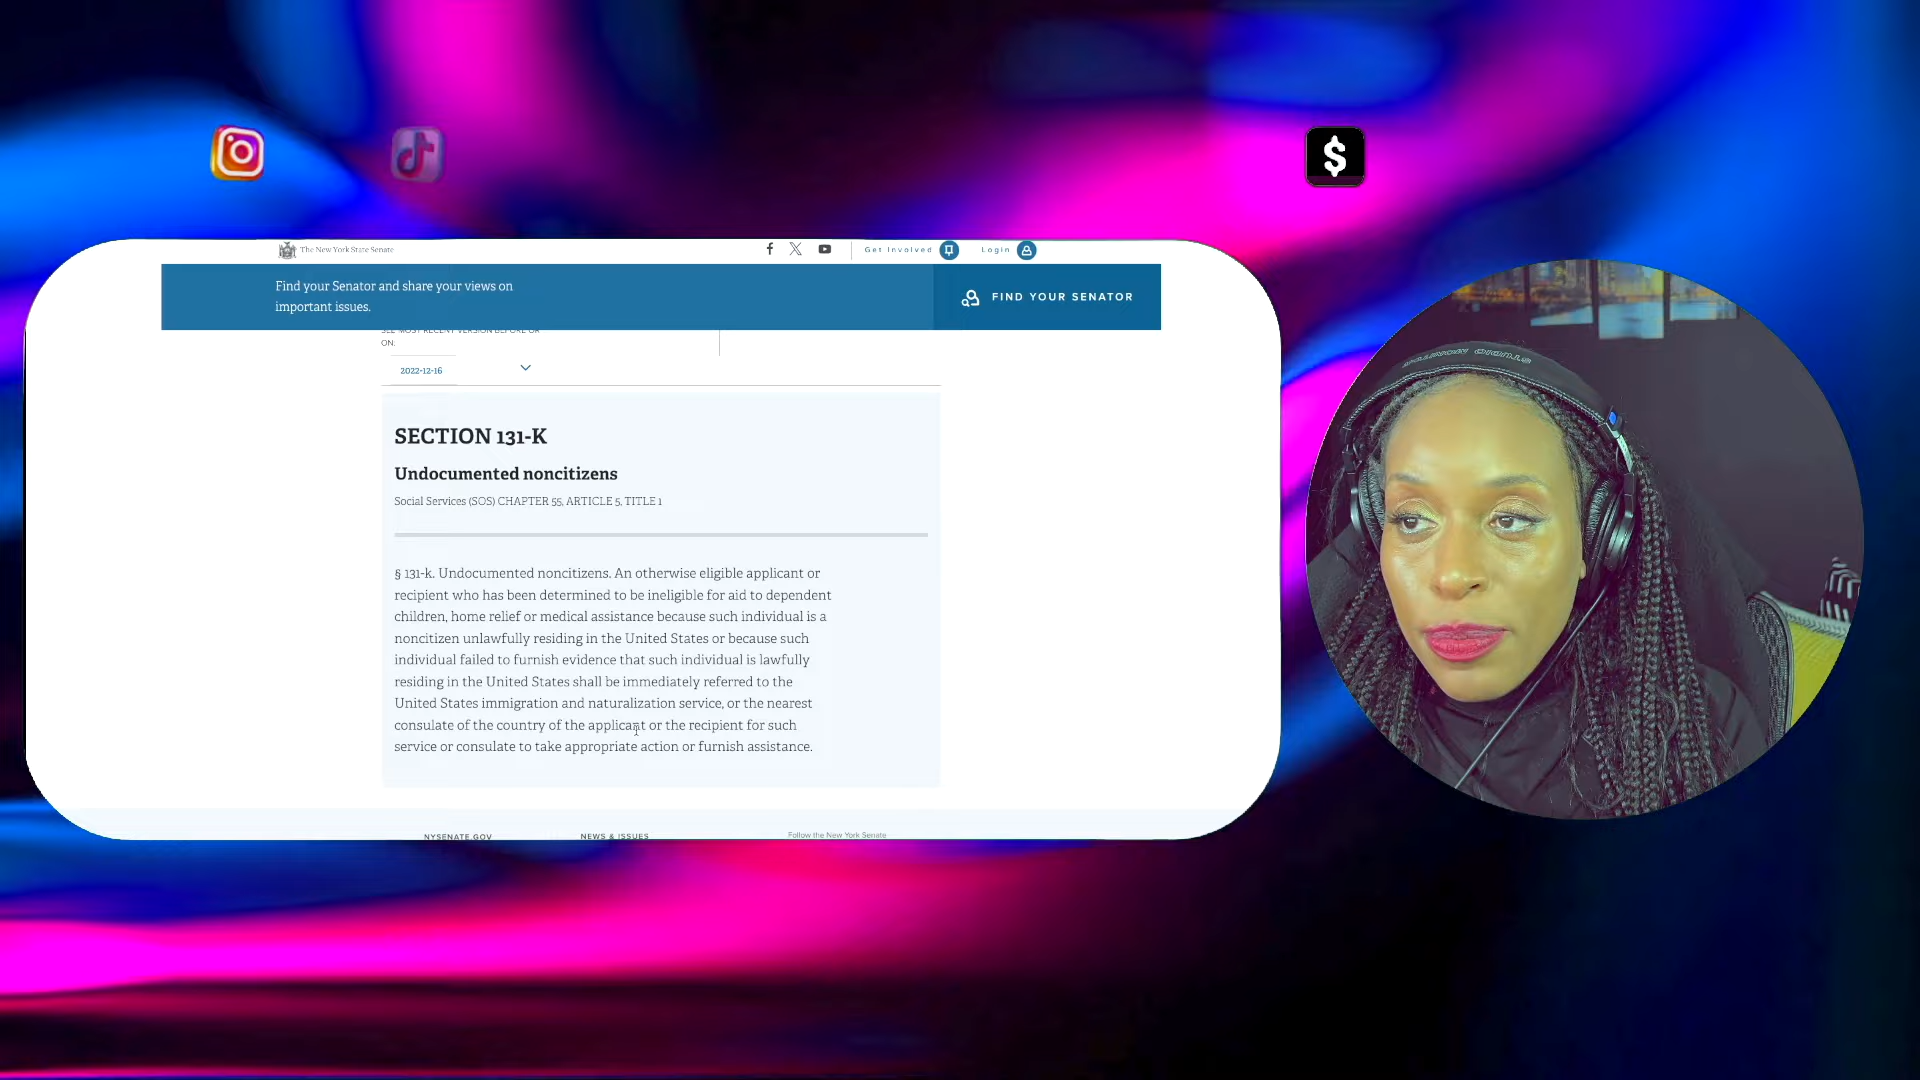 The New York State Senate
Get Involved
Login
Find your Senator and share your views on
important issues.
FIND YOUR SENATOR
SEE MOST RECENT VERSION BEFORE OR
ON:
2022-12-16
SECTION 131-K
Undocumented noncitizens
Social Services (SOS) CHAPTER 55, ARTICLE 5, TITLE 1
§ 131-k. Undocumented noncitizens. An otherwise eligible applicant or
recipient who has been determined to be ineligible for aid to dependent
children, home relief or medical assistance because such individual is a
noncitizen unlawfully residing in the United States or because such
individual failed to furnish evidence that such individual is lawfully
residing in the United States shall be immediately referred to the
United States immigration and naturalization service, or the nearest
consulate of the country of the applicant or the recipient for such
service or consulate to take appropriate action or furnish assistance.
NYSENATE.GOV
NEWS & ISSUES
Follow the New York Senate